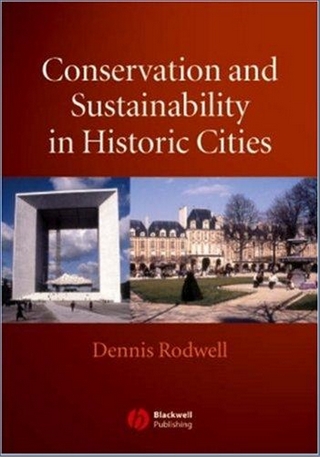 Conservation and
Sustainability
in Historic Cities
Dennis Rodwell
Blackwell
Publishing